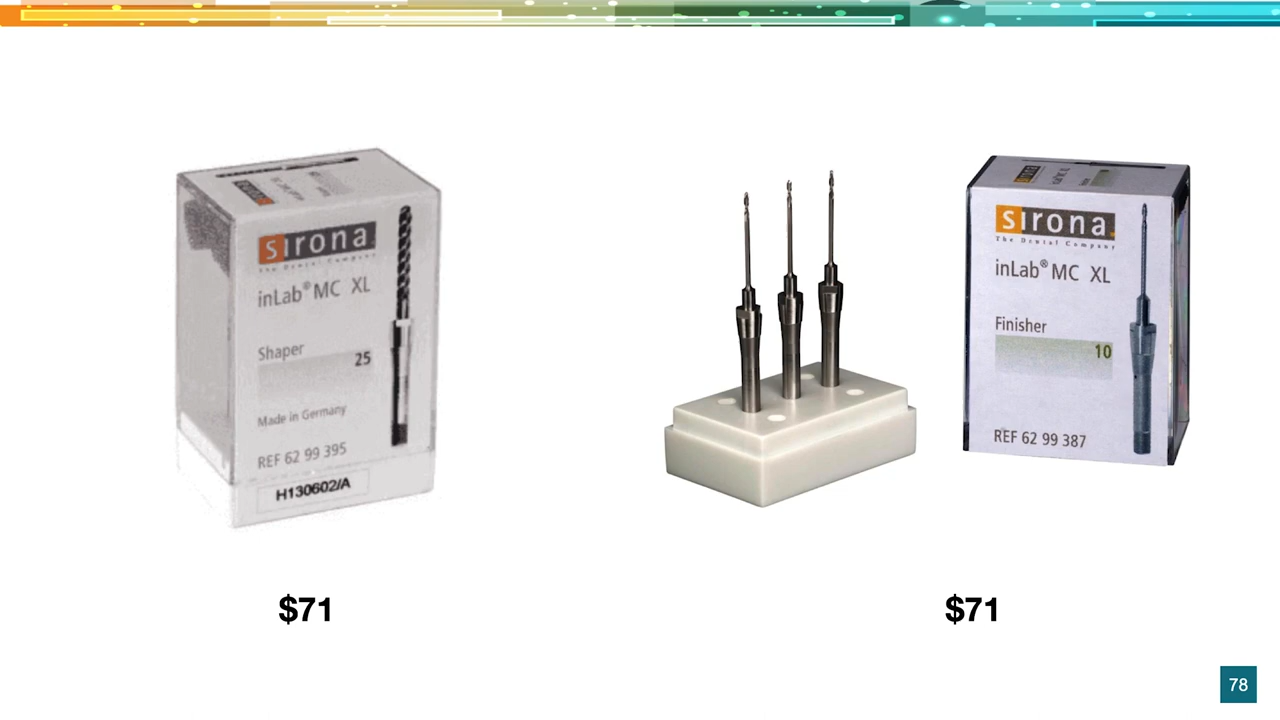 sirona
The Dental Company
inLab® MC XL
Shaper
25
Made in Germany
REF 62 99 395
H130602/A
$71
sirona
sirona
The Dental Company
inLab® MC XL
Finisher
10
REF 62 99 387
$71
78